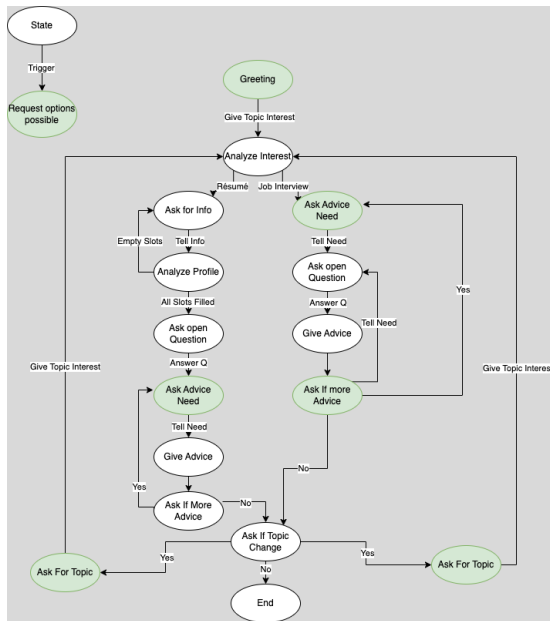 State
Trigger
Request options
possible
Greeting
Give Topic Interest
Analyze Interest
Résumé
Job Interview
Ask for Info
Ask Advice
Need
Empty Slots
Tell Info
Tell Need
Analyze Profile
Ask open
Question
Yes
All Slots Filled
Answer Q
Ask open
Question
Give Advice
Tell Need
Answer Q
Give Topic Interest
Give Topic Interes
Ask Advice
Need
Ask If more
Advice
Tell Need
Give Advice
No
Yes
Ask If More
Advice
No
Ask If Topic
Change
Yes
Yes
Ask For Topic
Ask For Topic
No
End